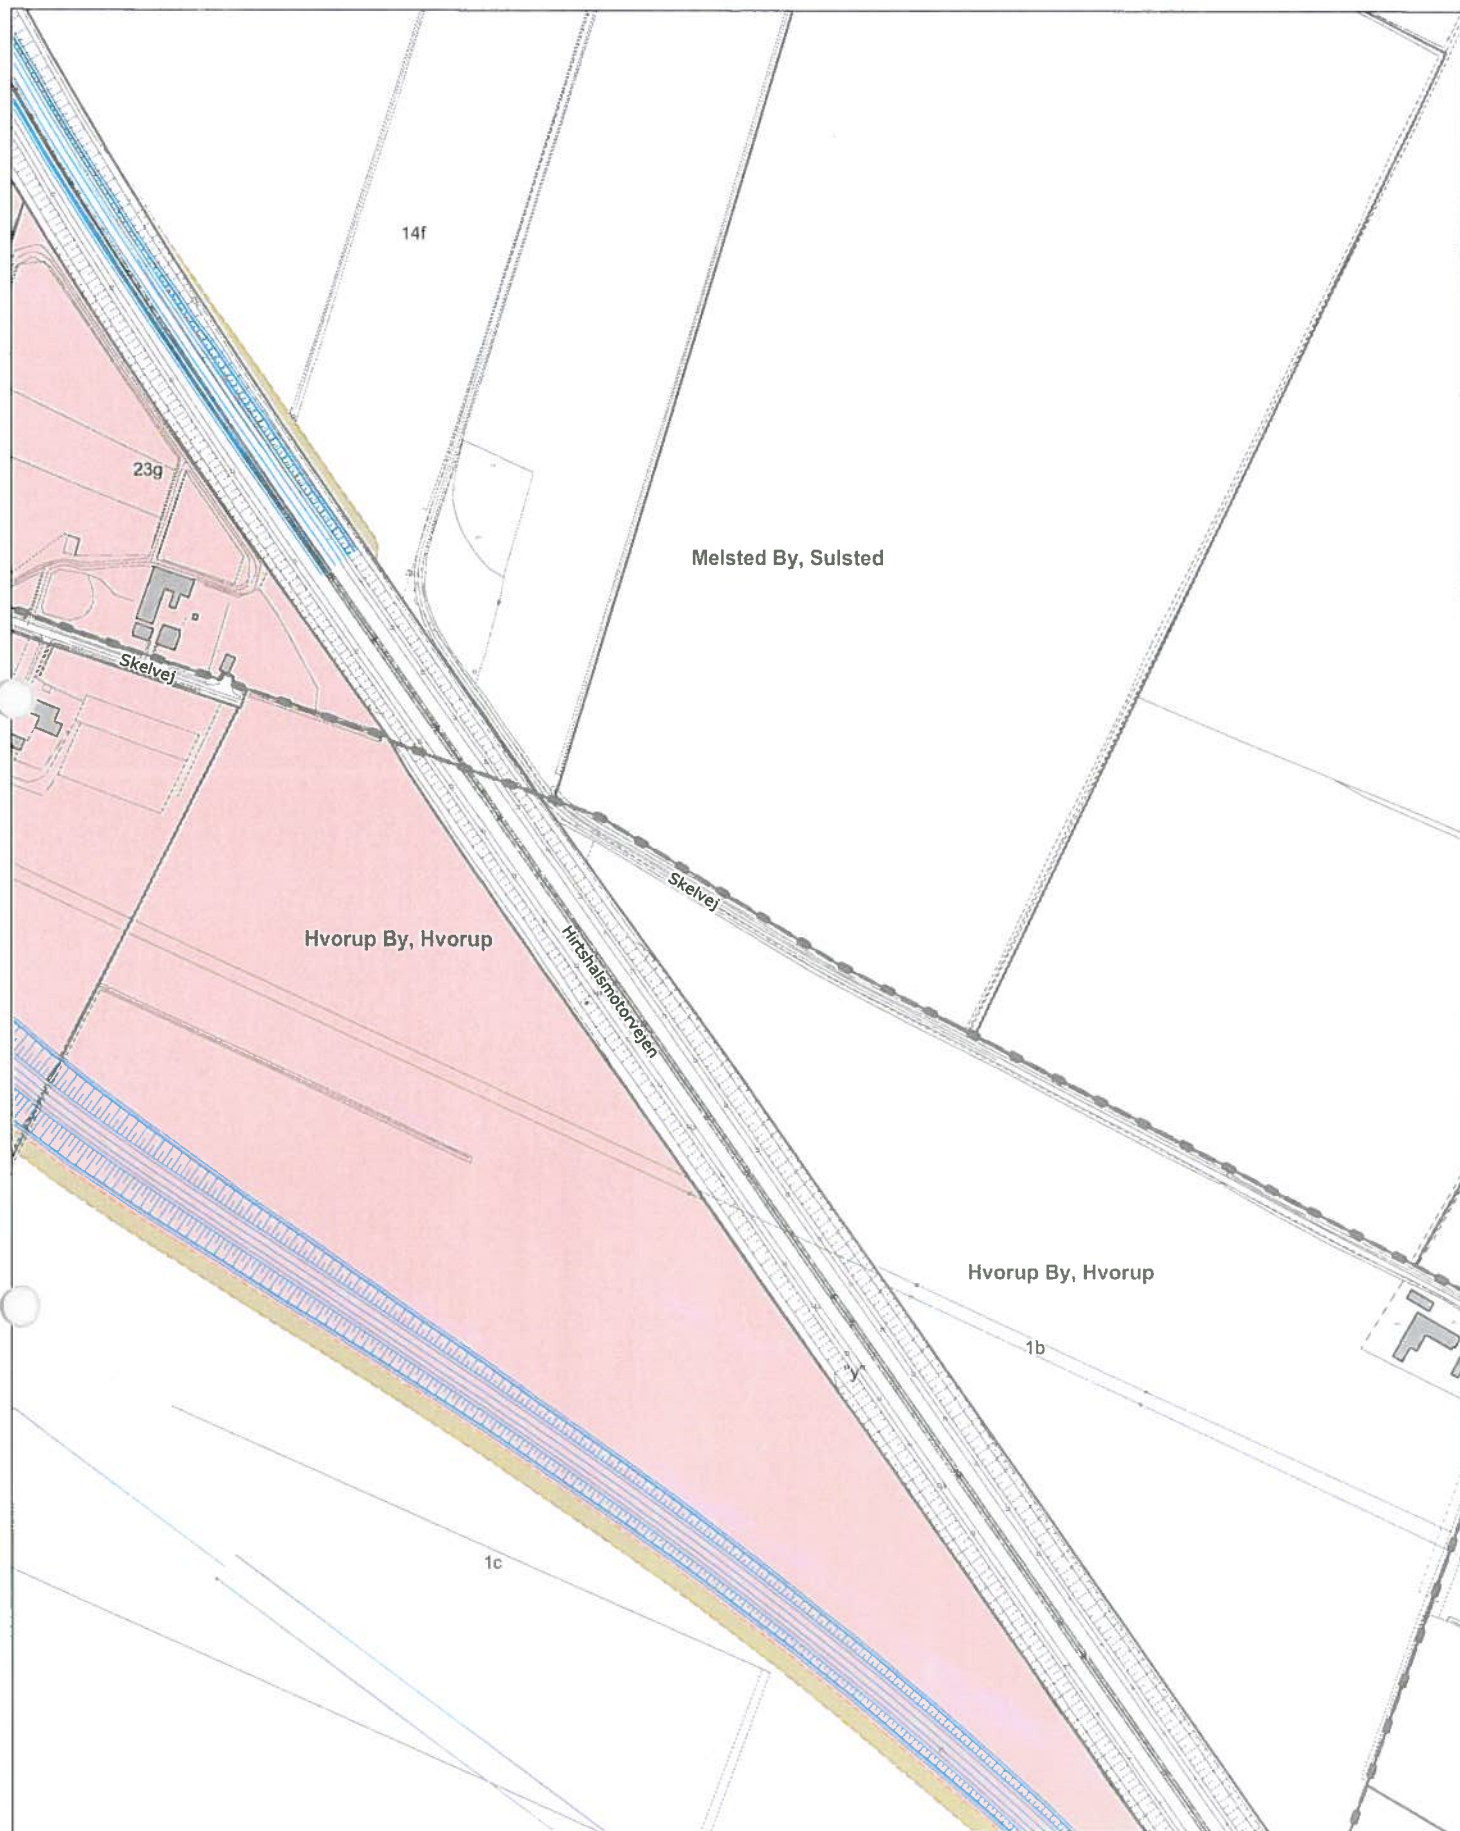 14f
23g
Melsted By, Sulsted
Skelvej
Skelvej
Hvorup By, Hvorup
Hirtshalsmotorvejen
Hvorup By, Hvorup
1b
"y"
1c